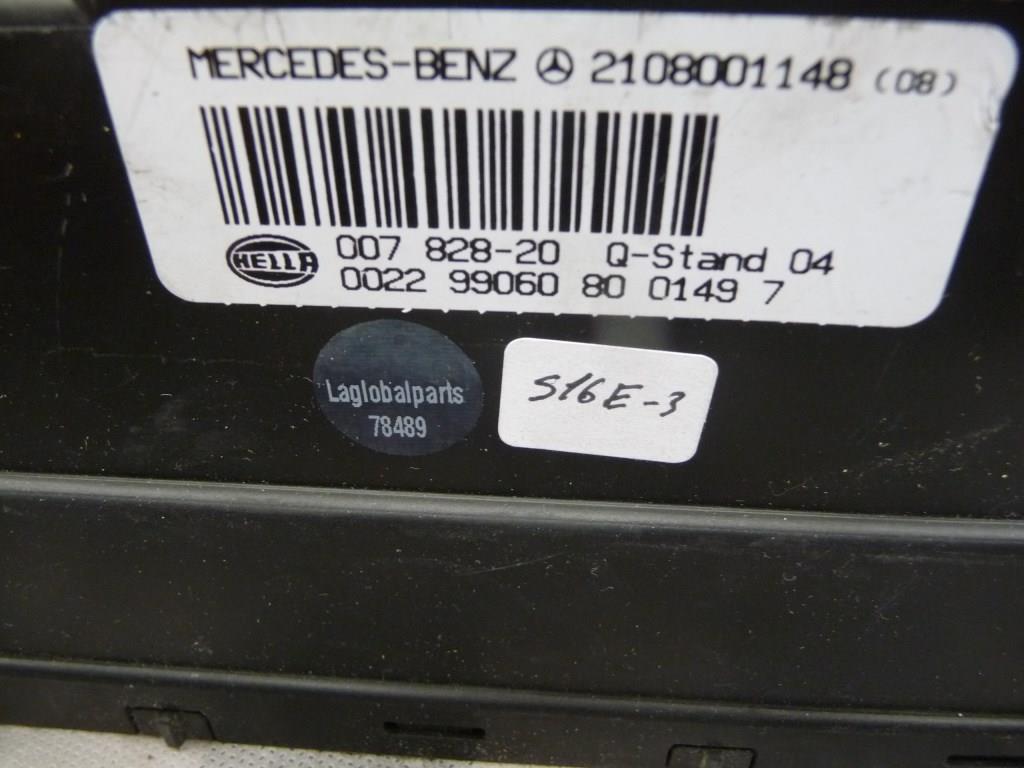 MERCEDES-BENZ 2108001148 (08)
HELLA
007 828-20 Q-Stand 04
0022 99060 80 0149 7
Laglobalparts
78489
S16E-3